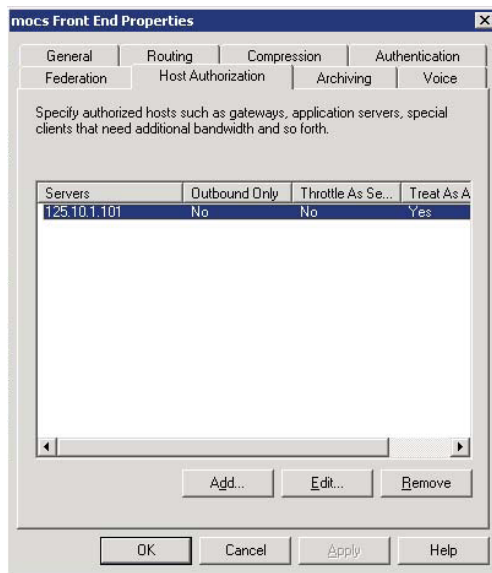 mocs Front End Properties
General Routing Compression Authentication
Federation Host Authorization Archiving Voice
Specify authorized hosts such as gateways, application servers, special
clients that need additional bandwidth and so forth.
Servers Outbound Only Throttle As Se... Treat As A
125.10.1.101 No No Yes
Add... Edit... Remove
OK Cancel Apply Help